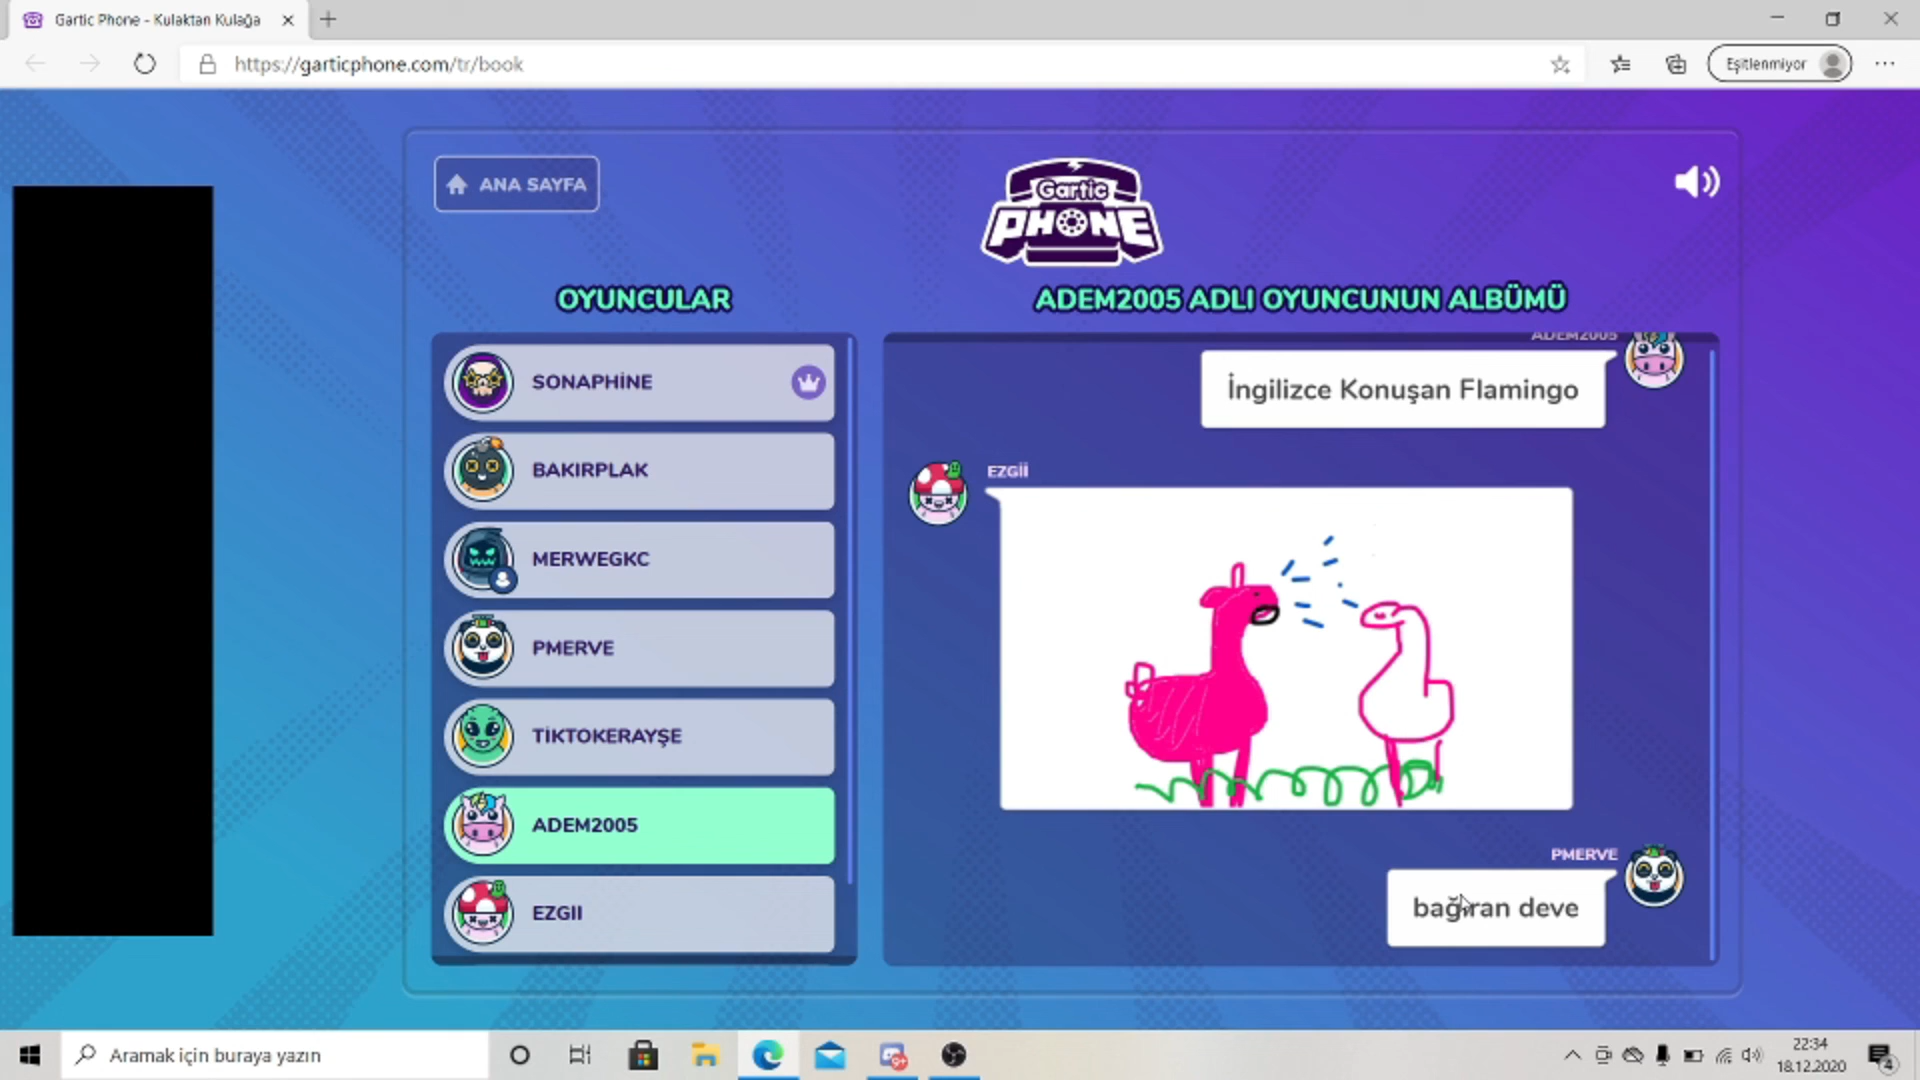 Gartic Phone - Kulaktan Kulağa
https://garticphone.com/tr/book
Eşitlenmiyor
ANA SAYFA
Gartic
PHONE
OYUNCULAR
ADEM2005 ADLI OYUNCUNUN ALBÜMÜ
SONAPHİNE
BAKIRPLAK
MERWEGKC
PMERVE
TİKTOKERAYŞE
ADEM2005
EZGII
ADEM2005
İngilizce Konuşan Flamingo
EZGİİ
PMERVE
bağıran deve
Aramak için buraya yazın
22:34
18.12.2020
4